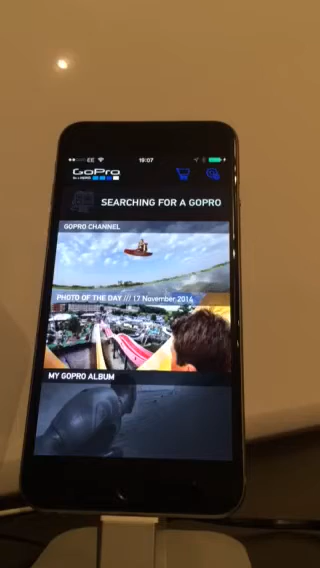 EE 19:07
GoPro
SEARCHING FOR A GOPRO
GOPRO CHANNEL
PHOTO OF THE DAY /// 17 November 2014
MY GOPRO ALBUM